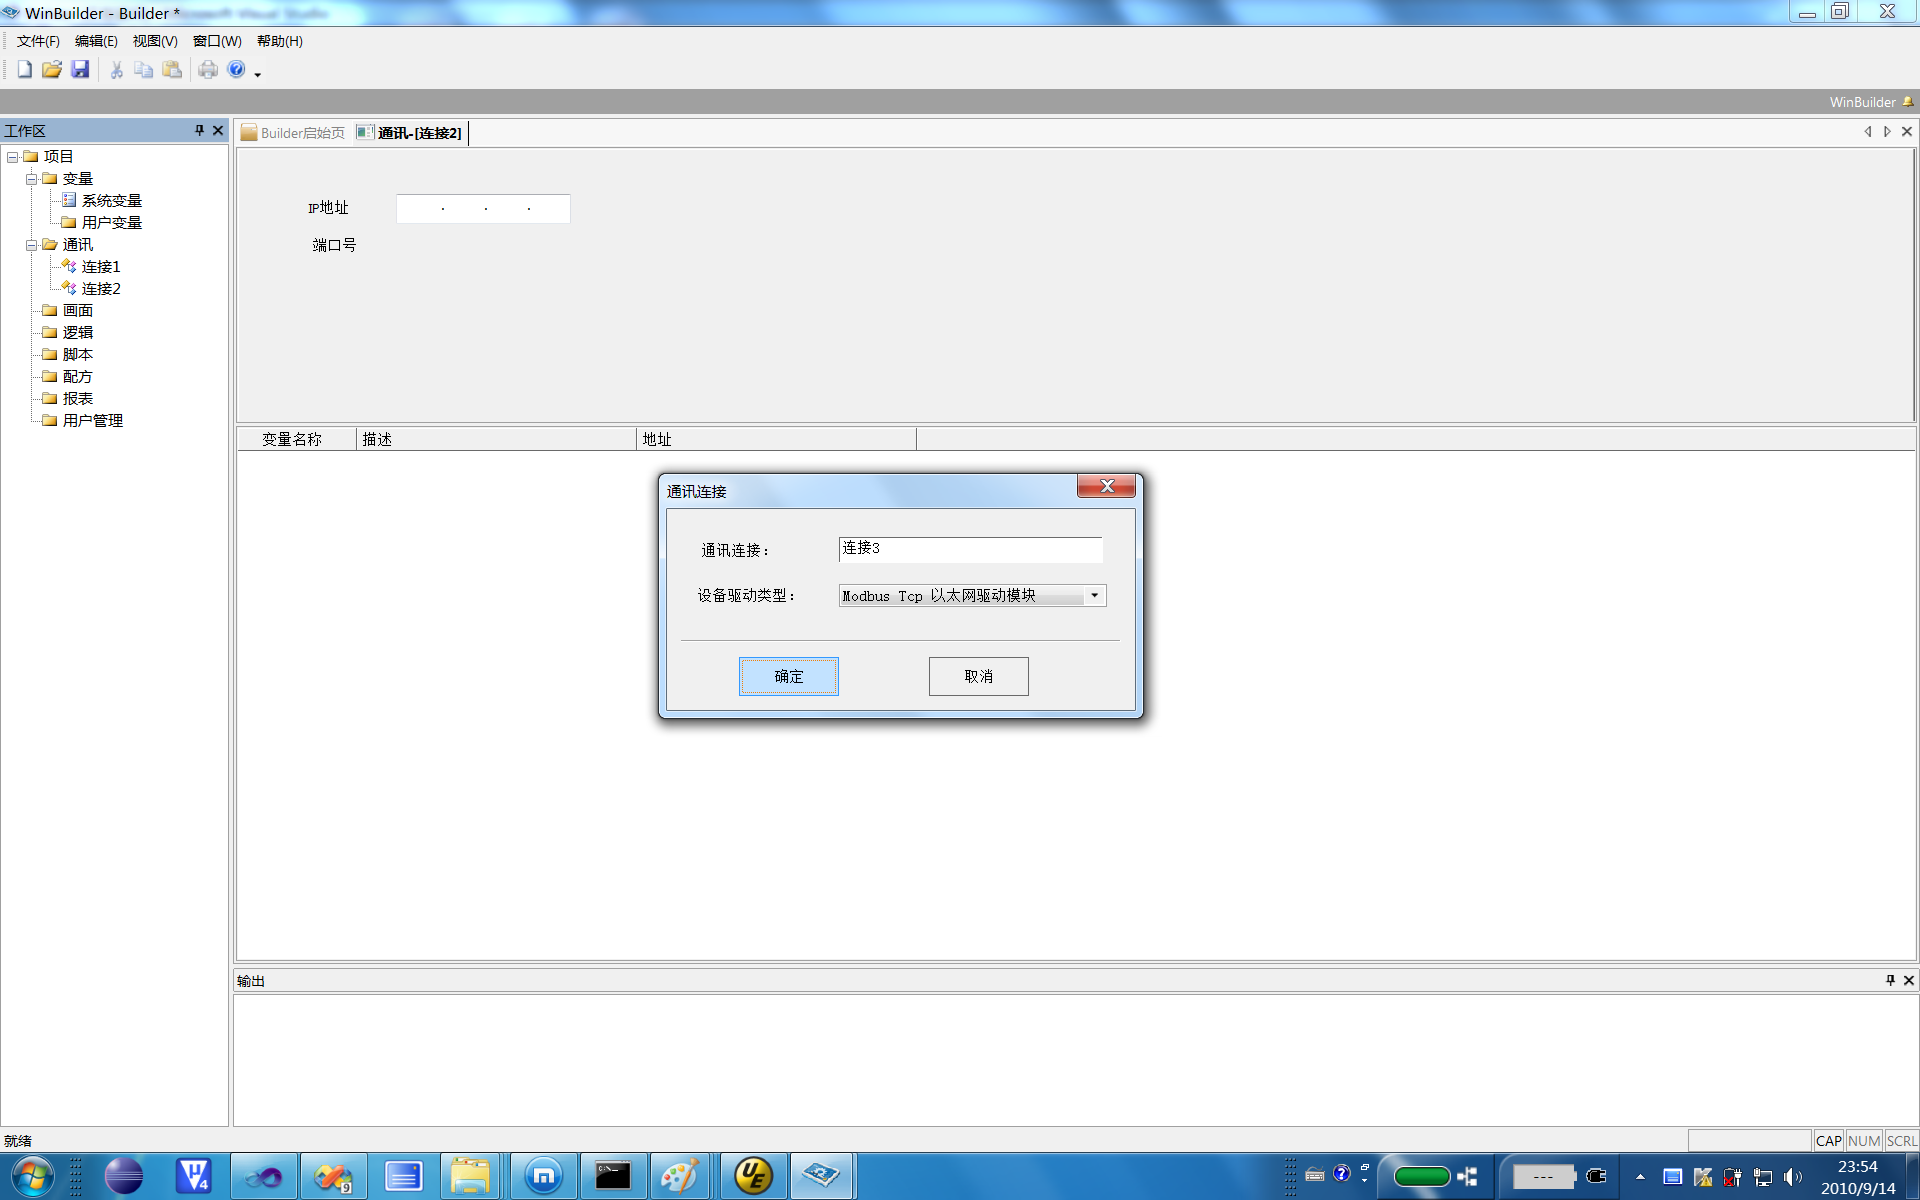 WinBuilder - Builder *
文件(F) 编辑(E) 视图(V) 窗口(W) 帮助(H)
WinBuilder
工作区
Builder启始页 通讯-[连接2]
项目
变量
系统变量
用户变量
通讯
连接1
连接2
画面
逻辑
脚本
配方
报表
用户管理
IP地址 . . .
端口号
变量名称 描述 地址
通讯连接
通讯连接： 连接3
设备驱动类型： Modbus Tcp 以太网驱动模块
确定 取消
输出
就绪
CAP NUM SCRL
---
23:54
2010/9/14